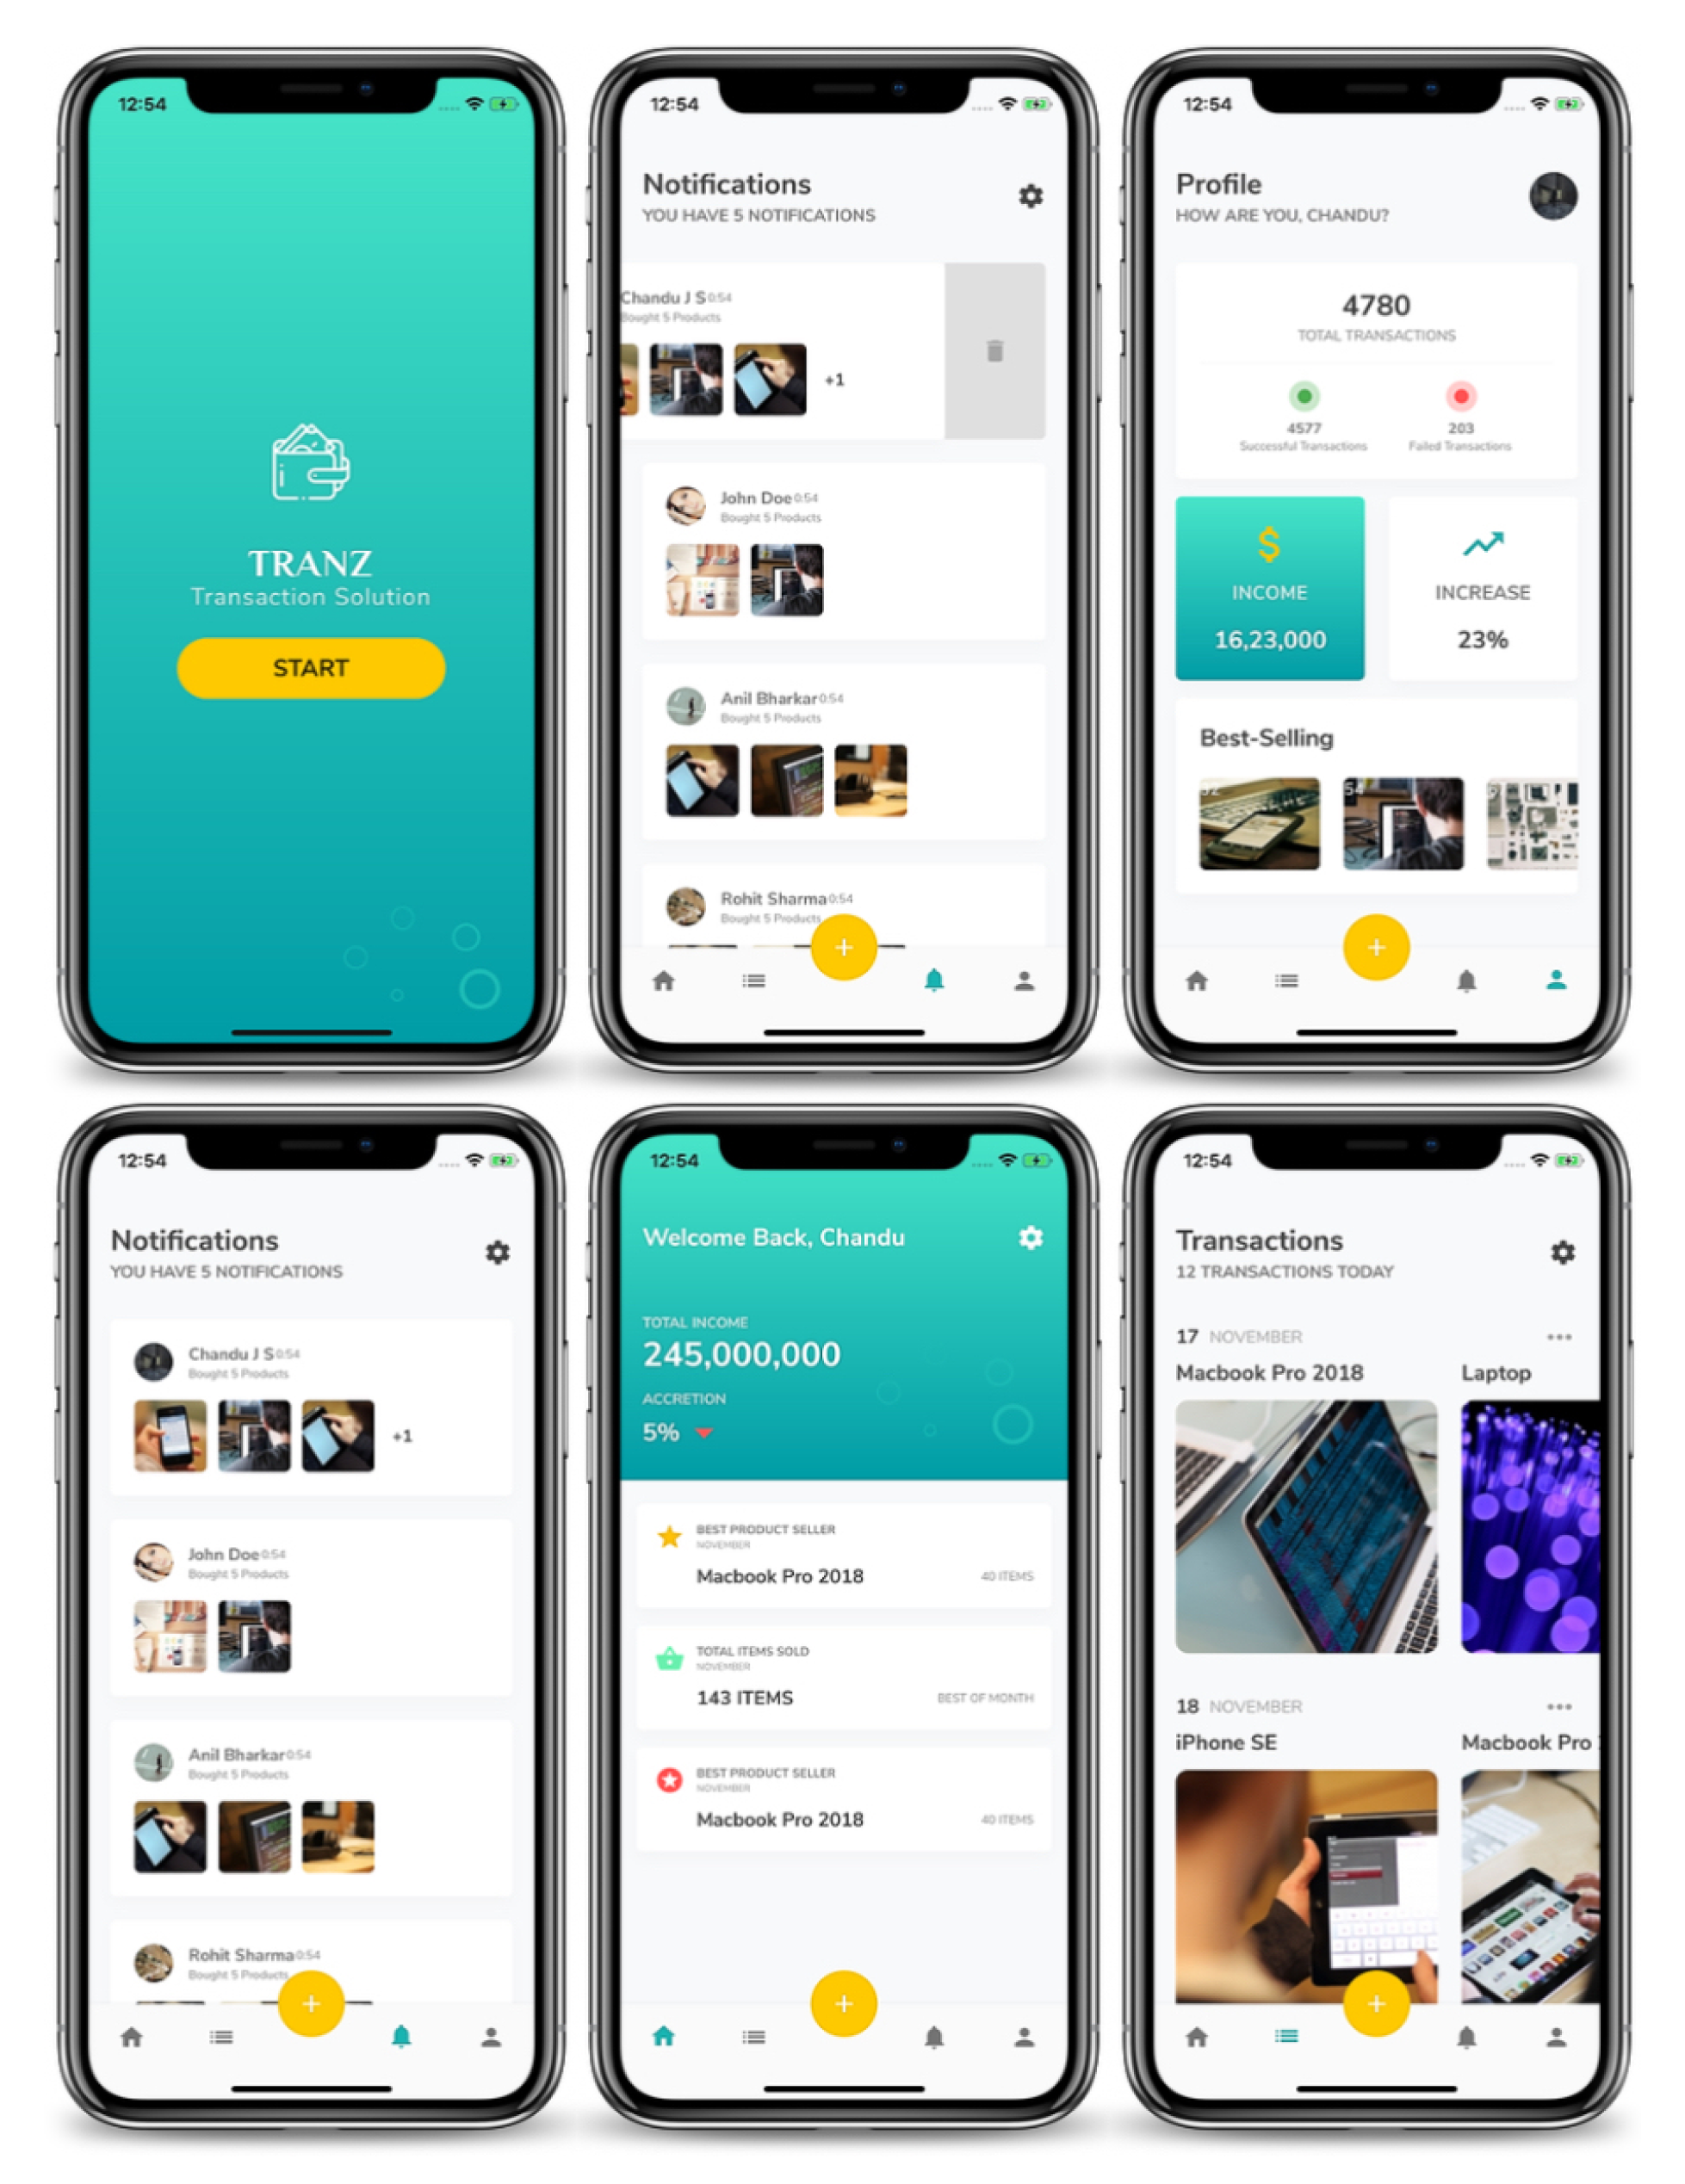 12:54
TRANZ
Transaction Solution
START
12:54
Notifications
YOU HAVE 5 NOTIFICATIONS
Chandu J S 0:54
Bought 5 Products
+1
John Doe 0:54
Bought 5 Products
Anil Bharkar 0:54
Bought 5 Products
Rohit Sharma 0:54
Bought 5 Products
+
12:54
Profile
HOW ARE YOU, CHANDU?
4780
TOTAL TRANSACTIONS
4577
Successful Transactions
203
Failed Transactions
$
INCOME
16,23,000
INCREASE
23%
Best-Selling
54
+
12:54
Notifications
YOU HAVE 5 NOTIFICATIONS
Chandu J S 0:54
Bought 5 Products
+1
John Doe 0:54
Bought 5 Products
Anil Bharkar 0:54
Bought 5 Products
Rohit Sharma 0:54
Bought 5 Products
+
12:54
Welcome Back, Chandu
TOTAL INCOME
245,000,000
ACCRETION
5%
BEST PRODUCT SELLER
NOVEMBER
Macbook Pro 2018
40 ITEMS
TOTAL ITEMS SOLD
NOVEMBER
143 ITEMS
BEST OF MONTH
BEST PRODUCT SELLER
NOVEMBER
Macbook Pro 2018
40 ITEMS
+
12:54
Transactions
12 TRANSACTIONS TODAY
17 NOVEMBER
Macbook Pro 2018
Laptop
18 NOVEMBER
iPhone SE
Macbook Pro
+